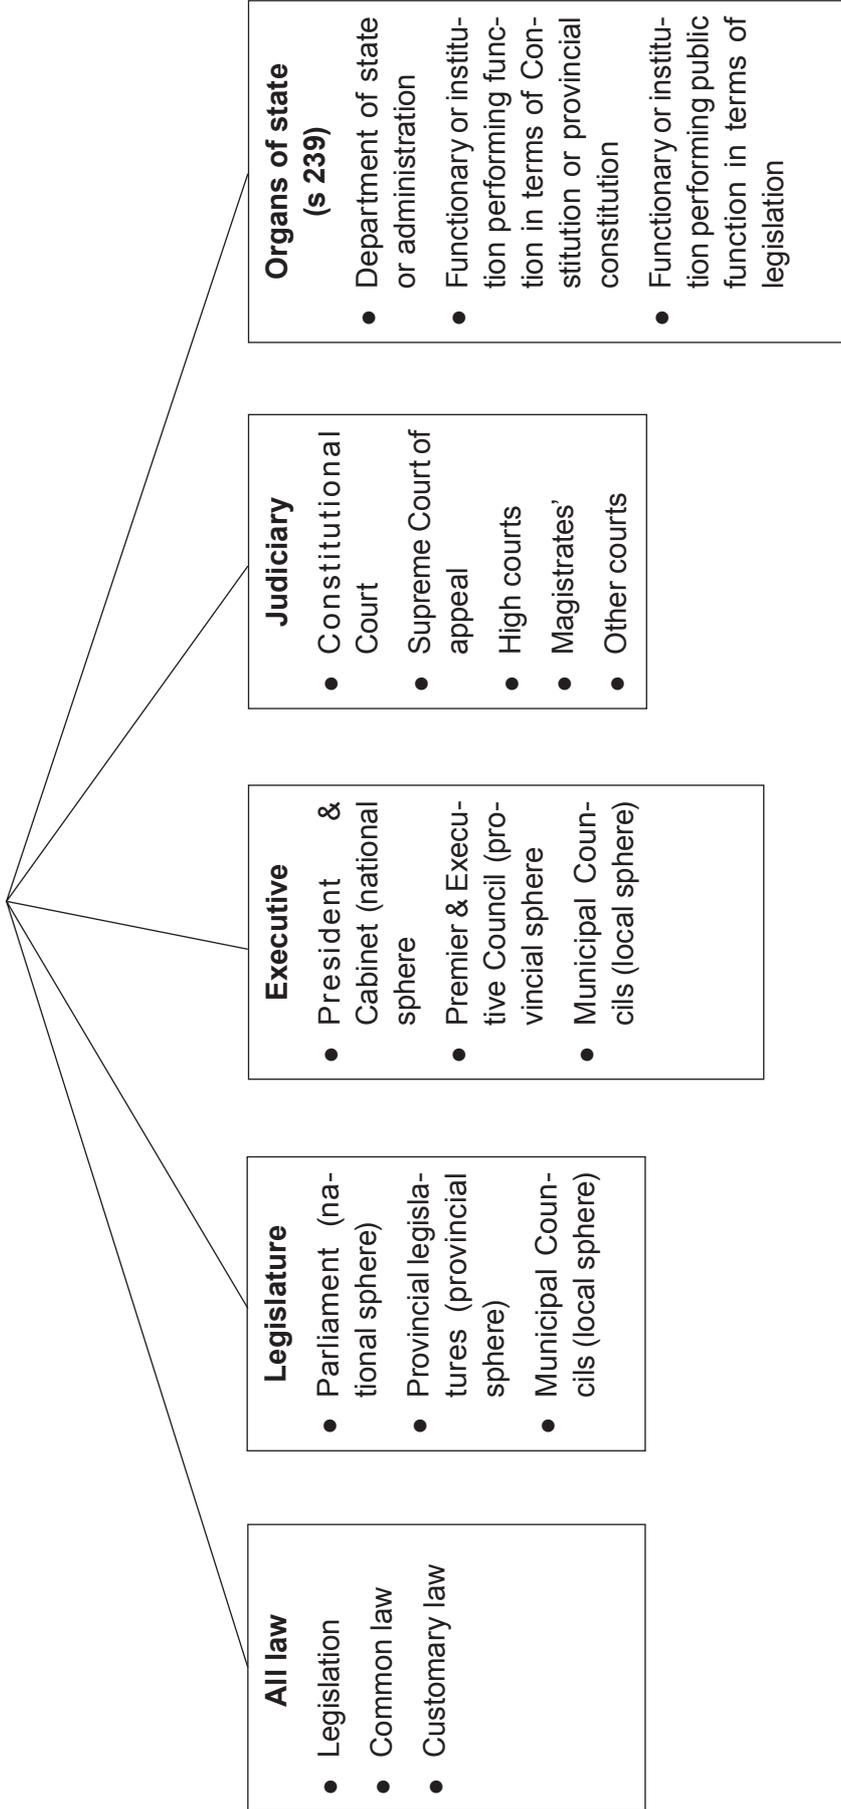 All law
• Legislation
• Common law
• Customary law
Legislature
• Parliament (na-
tional sphere)
• Provincial legisla-
tures (provincial
sphere)
• Municipal Coun-
cils (local sphere)
Executive
• President &
Cabinet (national
sphere
• Premier & Execu-
tive Council (pro-
vincial sphere
• Municipal Coun-
cils (local sphere)
Judiciary
• Constitutional
Court
• Supreme Court of
appeal
• High courts
• Magistrates’
• Other courts
Organs of state
(s 239)
• Department of state
or administration
• Functionary or institu-
tion performing func-
tion in terms of Con-
stitution or provincial
constitution
• Functionary or institu-
tion performing public
function in terms of
legislation